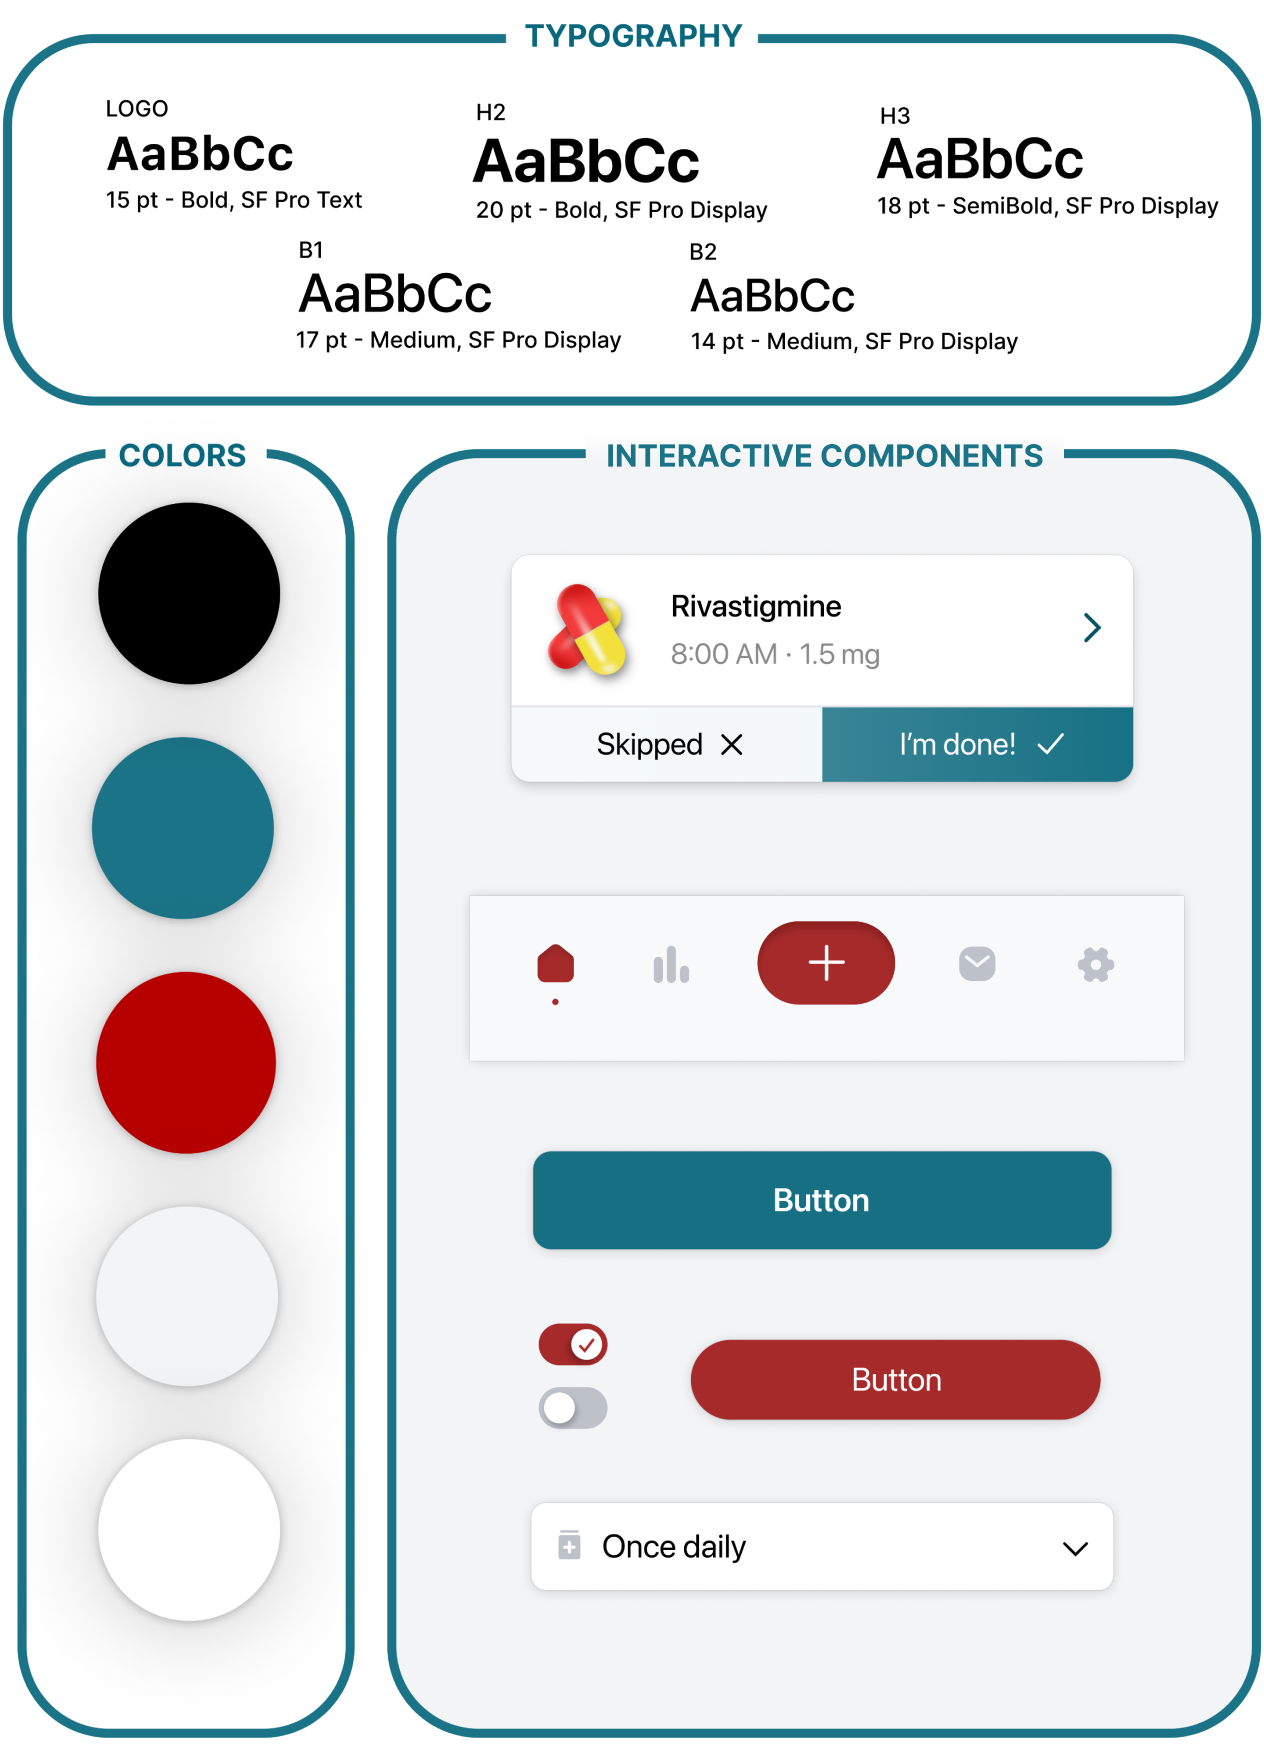 TYPOGRAPHY
LOGO
AaBbCc
15 pt - Bold, SF Pro Text
H2
AaBbCc
20 pt - Bold, SF Pro Display
H3
AaBbCc
18 pt - SemiBold, SF Pro Display
B1
AaBbCc
17 pt - Medium, SF Pro Display
B2
AaBbCc
14 pt - Medium, SF Pro Display
COLORS
INTERACTIVE COMPONENTS
Rivastigmine
8:00 AM · 1.5 mg
Skipped
I’m done!
Button
Button
Once daily